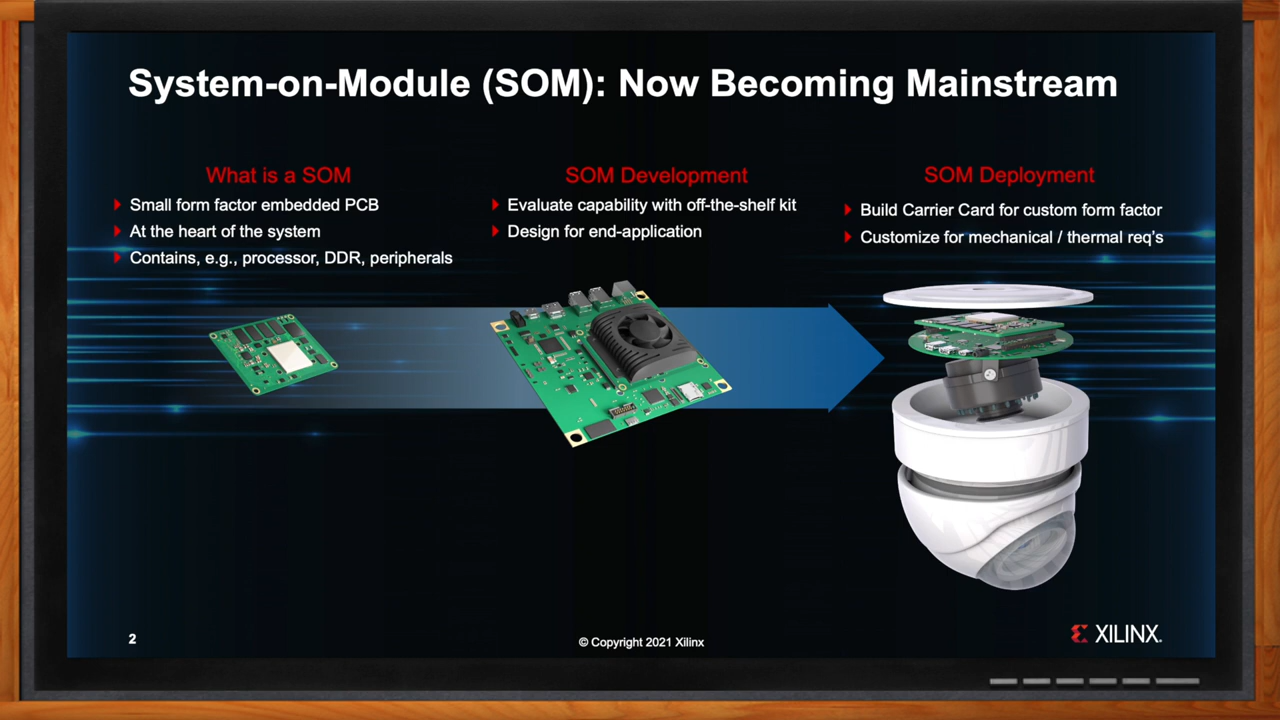 System-on-Module (SOM): Now Becoming Mainstream
What is a SOM
Small form factor embedded PCB
At the heart of the system
Contains, e.g., processor, DDR, peripherals
SOM Development
Evaluate capability with off-the-shelf kit
Design for end-application
SOM Deployment
Build Carrier Card for custom form factor
Customize for mechanical / thermal req's
2
© Copyright 2021 Xilinx
XILINX.